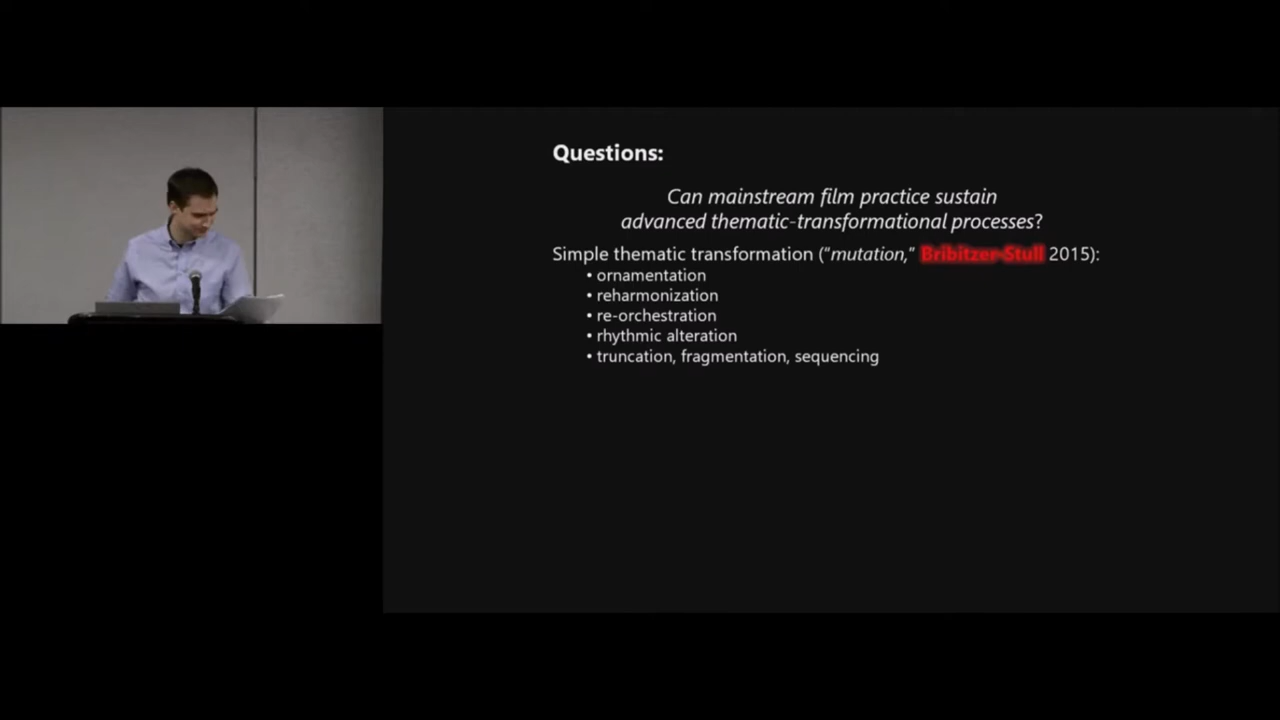 Questions:
Can mainstream film practice sustain
advanced thematic-transformational processes?
Simple thematic transformation (“mutation,” Bribitzer-Stull 2015):
• ornamentation
• reharmonization
• re-orchestration
• rhythmic alteration
• truncation, fragmentation, sequencing